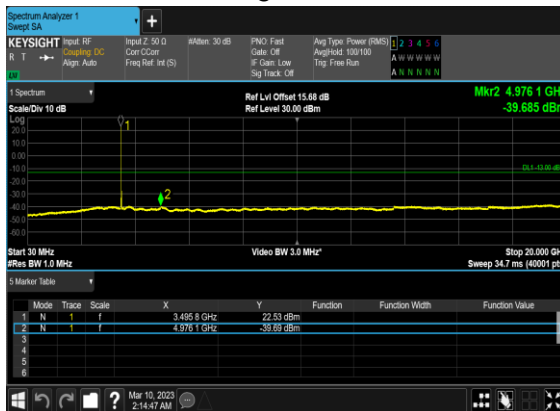 Spectrum Analyzer 1
Swept SA
KEYSIGHT Input: RF Input Z: 50 Ω #Atten: 30 dB PNO: Fast Avg Type: Power (RMS) 1 2 3 4 5 6
R T Coupling: DC Corr CCorr Gate: Off Avg|Hold: 100/100 A W W W W W
Align: Auto Freq Ref: Int (S) IF Gain: Low Trig: Free Run
Sig Track: Off A N N N N N
1 Spectrum Ref Lvl Offset 15.68 dB Mkr2 4.976 1 GH
Scale/Div 10 dB Ref Level 30.00 dBm -39.685 dB
Log
20.0
10.0
0.00
-10.0
DL1 -13.00 dB
-20.0
-30.0
-40.0
-50.0
-60.0
1
2
Start 30 MHz Video BW 3.0 MHz* Stop 20.000 GH
#Res BW 1.0 MHz Sweep 34.7 ms (40001 pt
5 Marker Table
Mode Trace Scale X Y Function Function Width Function Value
1 N 1 f 3.495 8 GHz 22.53 dBm
2 N 1 f 4.976 1 GHz -39.69 dBm
3
4
5
6
? Mar 10, 2023
2:14:47 AM